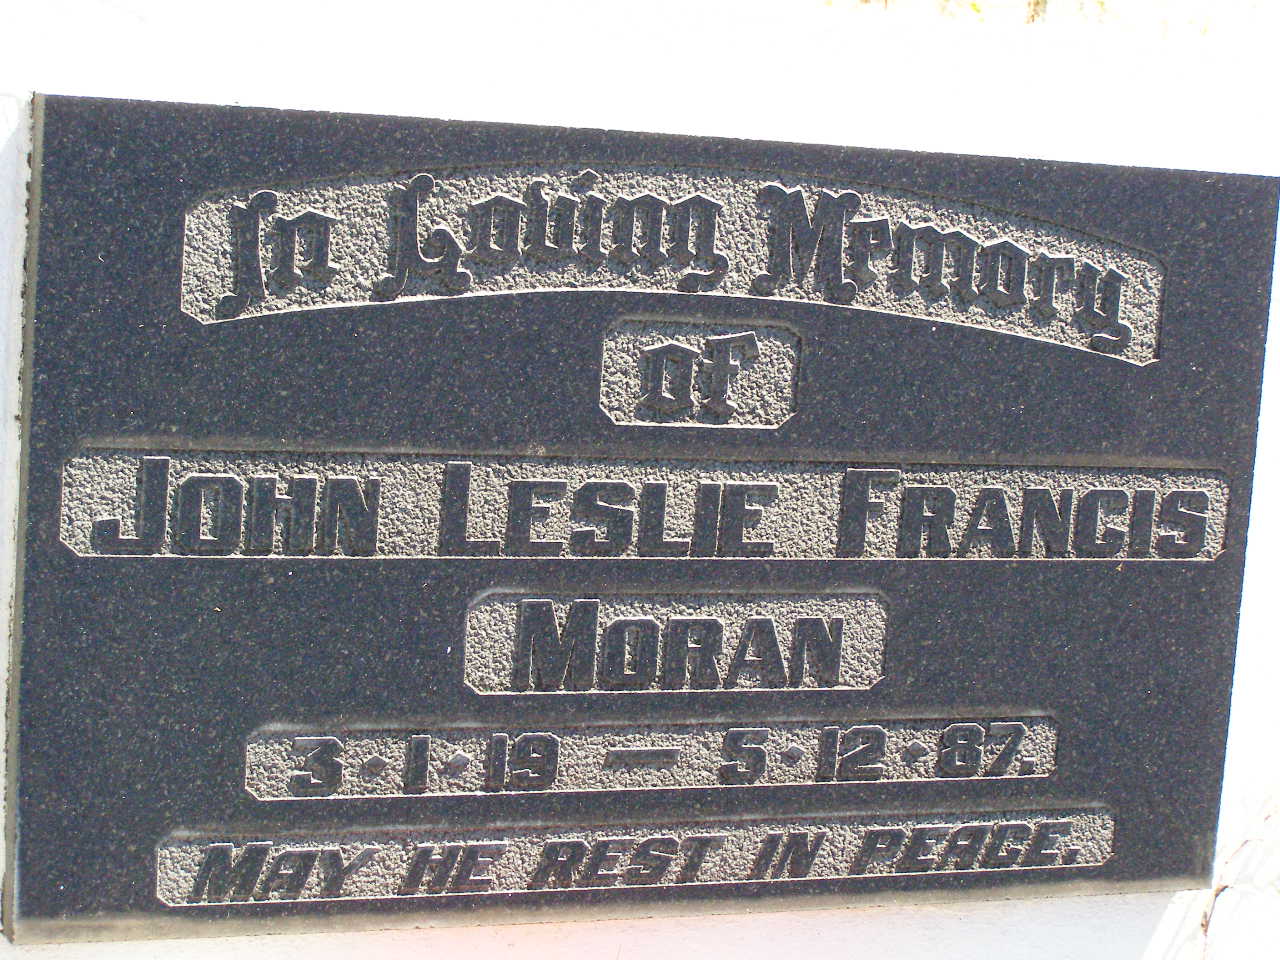 In Loving Memory
of
JOHN LESLIE FRANCIS
MORAN
3·1·19 — 5·12·87.
MAY HE REST IN PEACE.